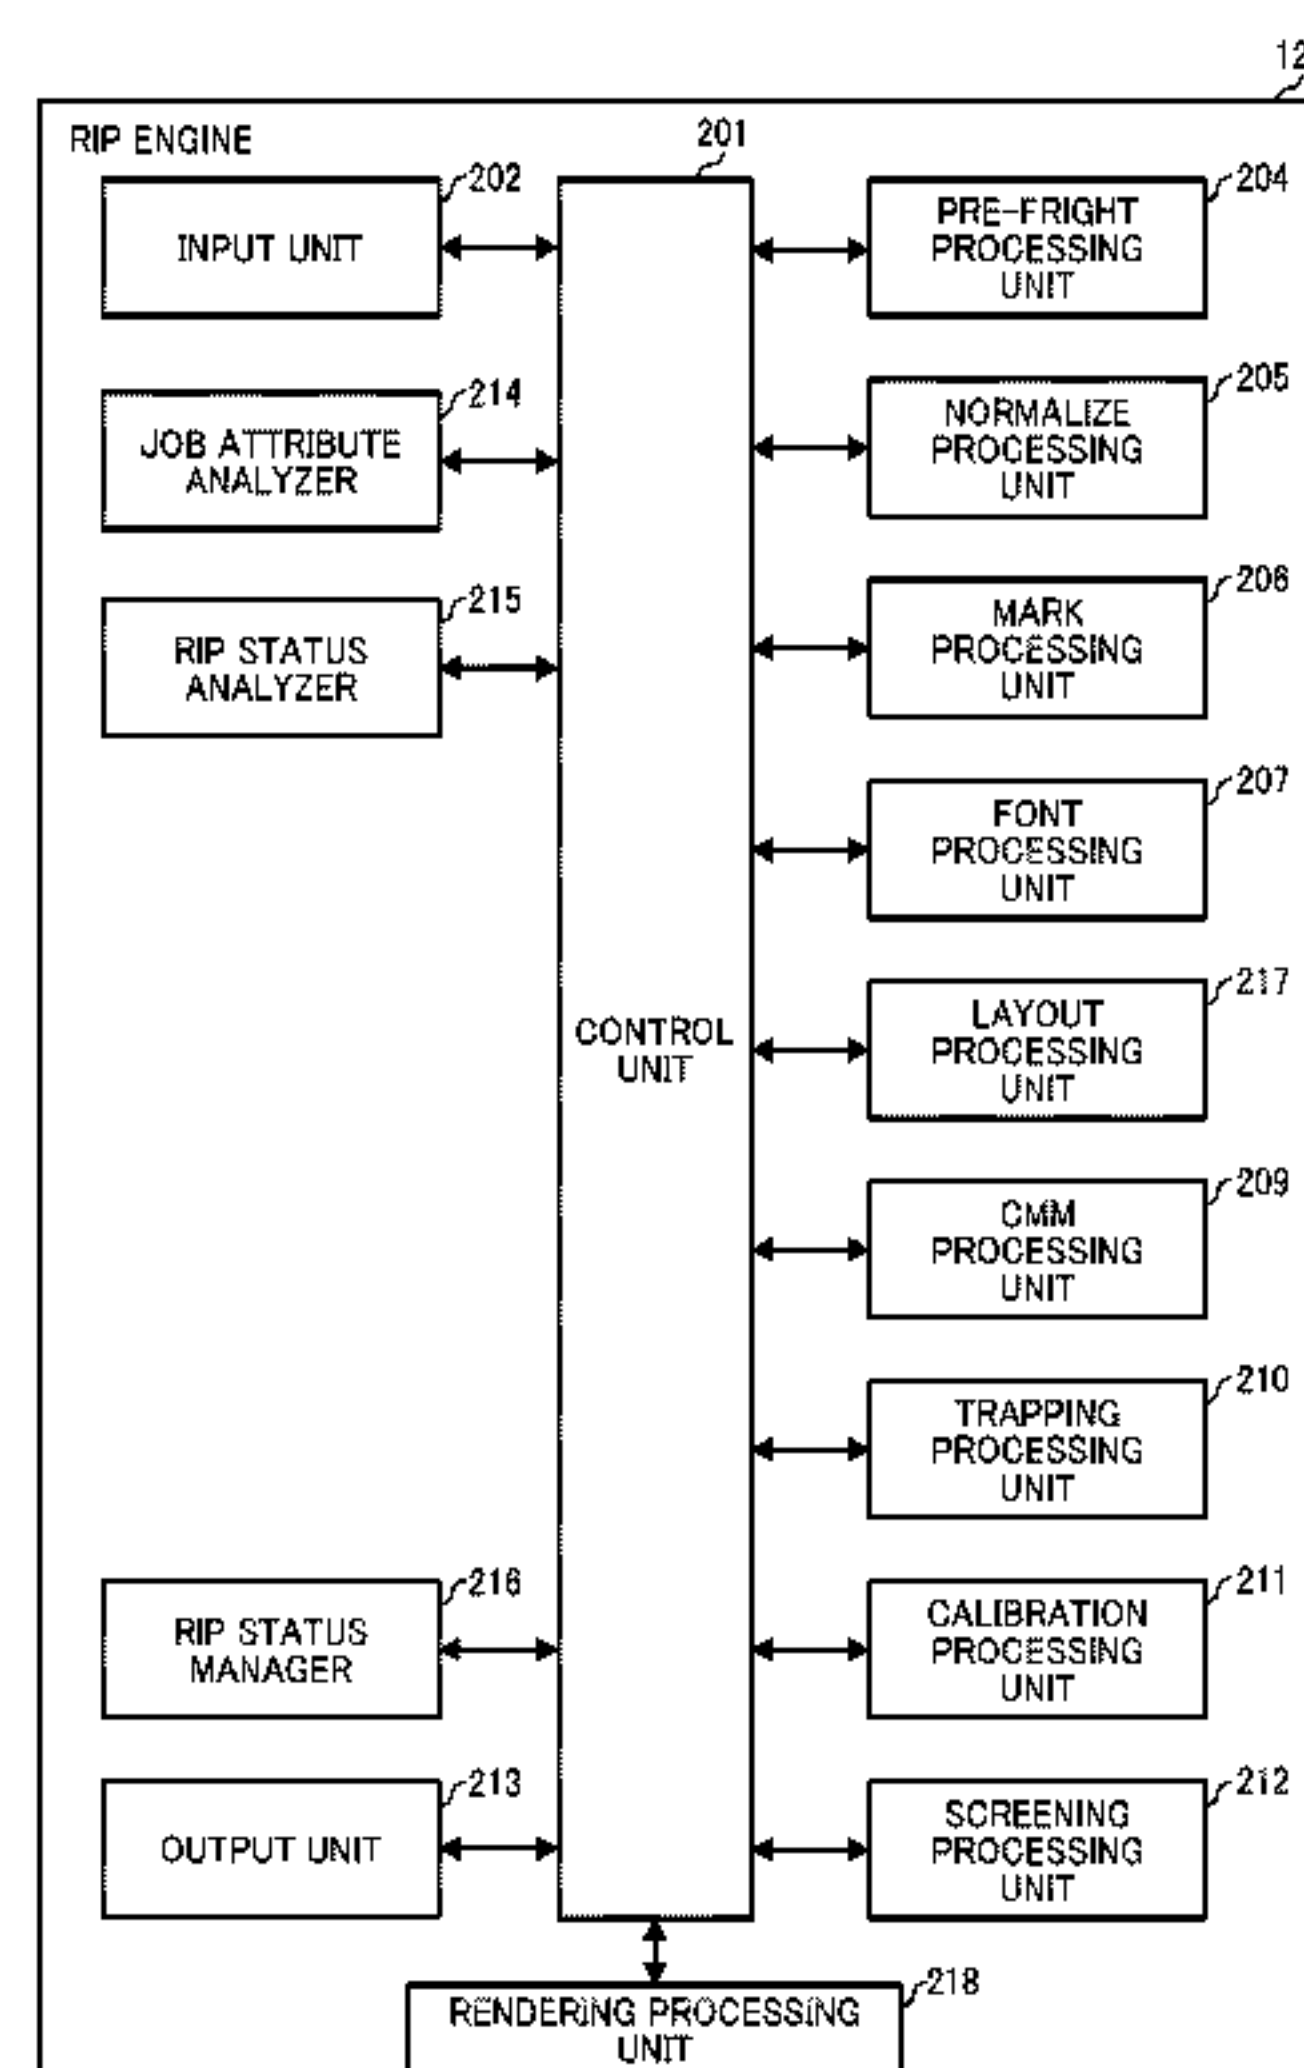 12
RIP ENGINE
201
202
INPUT UNIT
214
JOB ATTRIBUTE
ANALYZER
215
RIP STATUS
ANALYZER
216
RIP STATUS
MANAGER
213
OUTPUT UNIT
CONTROL
UNIT
204
PRE-FRIGHT
PROCESSING
UNIT
205
NORMALIZE
PROCESSING
UNIT
206
MARK
PROCESSING
UNIT
207
FONT
PROCESSING
UNIT
217
LAYOUT
PROCESSING
UNIT
209
CMM
PROCESSING
UNIT
210
TRAPPING
PROCESSING
UNIT
211
CALIBRATION
PROCESSING
UNIT
212
SCREENING
PROCESSING
UNIT
218
RENDERING PROCESSING
UNIT